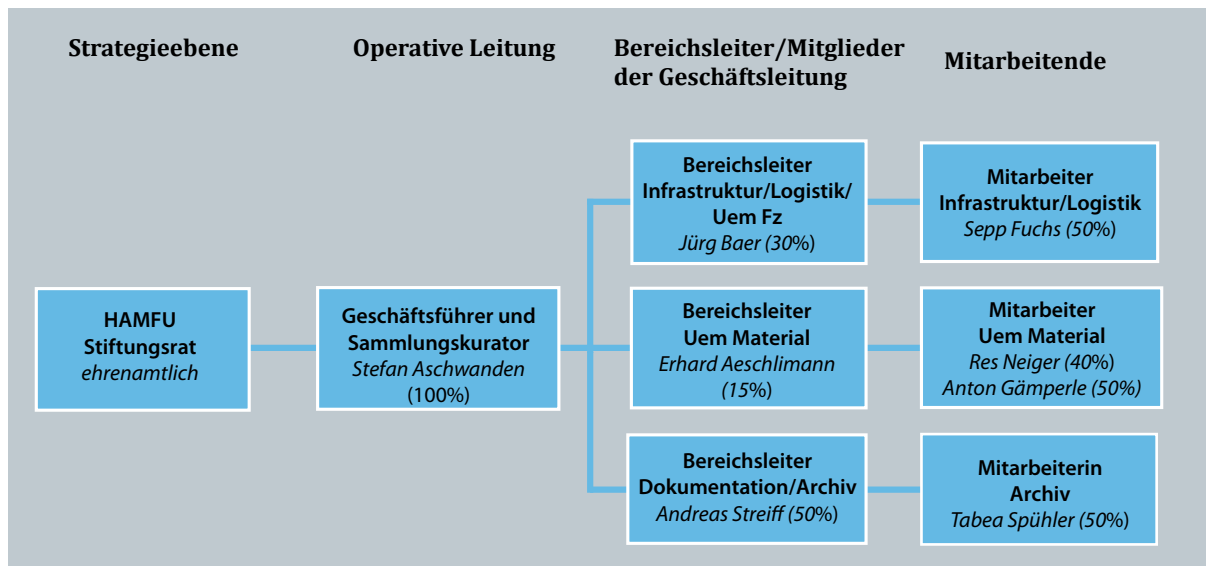 Strategieebene
Operative Leitung
Bereichsleiter/Mitglieder
der Geschäftsleitung
Mitarbeitende
HAMFU
Stiftungsrat
ehrenamtlich
Geschäftsführer und
Sammlungskurator
Stefan Aschwanden
(100%)
Bereichsleiter
Infrastruktur/Logistik/
Uem Fz
Jürg Baer (30%)
Mitarbeiter
Infrastruktur/Logistik
Sepp Fuchs (50%)
Bereichsleiter
Uem Material
Erhard Aeschlimann
(15%)
Mitarbeiter
Uem Material
Res Neiger (40%)
Anton Gämperle (50%)
Bereichsleiter
Dokumentation/Archiv
Andreas Streiff (50%)
Mitarbeiterin
Archiv
Tabea Spühler (50%)